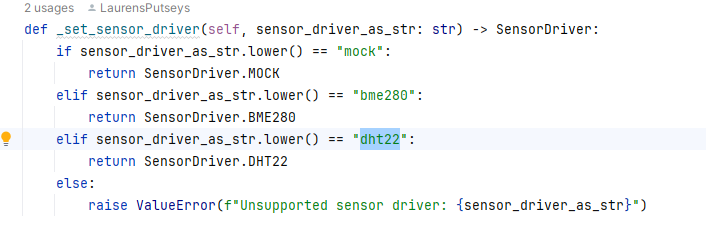 2 usages LaurensPutseys
def _set_sensor_driver(self, sensor_driver_as_str: str) -> SensorDriver:
    if sensor_driver_as_str.lower() == "mock":
        return SensorDriver.MOCK
    elif sensor_driver_as_str.lower() == "bme280":
        return SensorDriver.BME280
    elif sensor_driver_as_str.lower() == "dht22":
        return SensorDriver.DHT22
    else:
        raise ValueError(f"Unsupported sensor driver: {sensor_driver_as_str}")